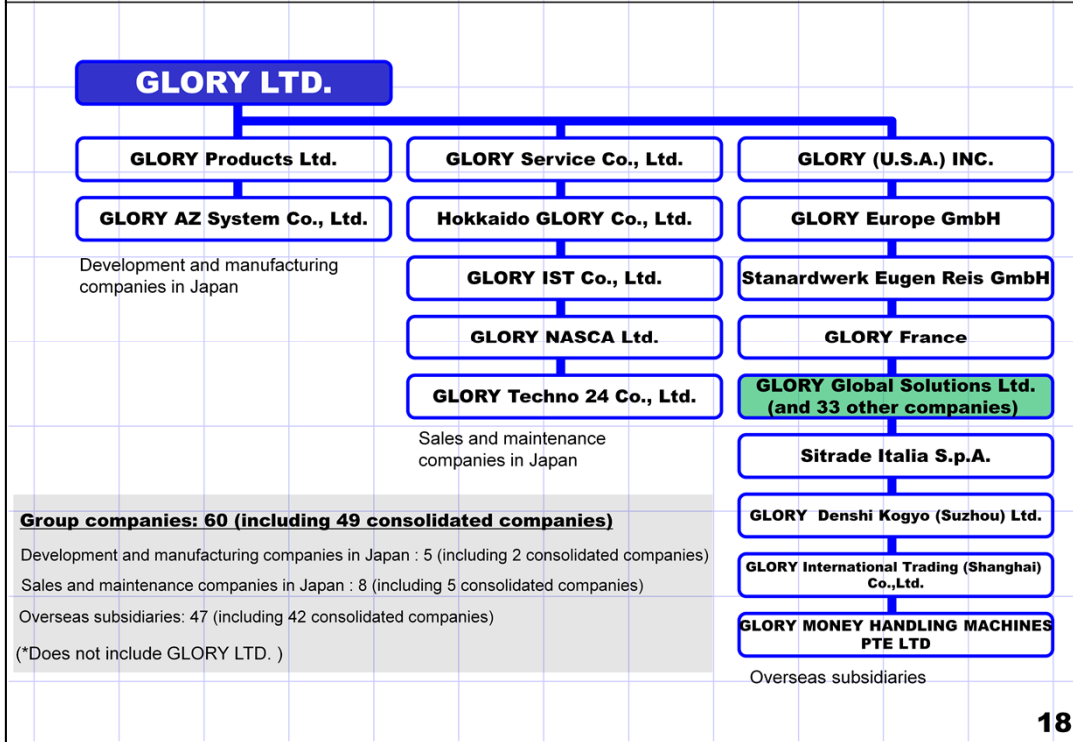 GLORY LTD.
GLORY Products Ltd.
GLORY AZ System Co., Ltd.
Development and manufacturing
companies in Japan
GLORY Service Co., Ltd.
Hokkaido GLORY Co., Ltd.
GLORY IST Co., Ltd.
GLORY NASCA Ltd.
GLORY Techno 24 Co., Ltd.
Sales and maintenance
companies in Japan
GLORY (U.S.A.) INC.
GLORY Europe GmbH
Stanardwerk Eugen Reis GmbH
GLORY France
GLORY Global Solutions Ltd.
(and 33 other companies)
Sitrade Italia S.p.A.
GLORY Denshi Kogyo (Suzhou) Ltd.
GLORY International Trading (Shanghai)
Co.,Ltd.
GLORY MONEY HANDLING MACHINES
PTE LTD
Overseas subsidiaries
Group companies: 60 (including 49 consolidated companies)
Development and manufacturing companies in Japan : 5 (including 2 consolidated companies)
Sales and maintenance companies in Japan : 8 (including 5 consolidated companies)
Overseas subsidiaries: 47 (including 42 consolidated companies)
(*Does not include GLORY LTD. )
18